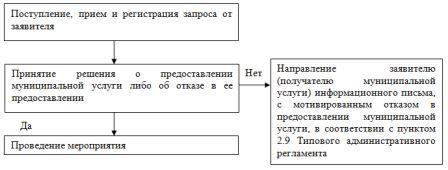 Поступление, прием и регистрация запроса от
заявителя
Принятие решения о предоставлении
муниципальной услуги либо об отказе в ее
предоставлении
Нет
Направление заявителю
(получателю муниципальной
услуги) информационного письма,
с мотивированным отказом в
предоставлении муниципальной
услуги, в соответствии с пунктом
2.9 Типового административного
регламента
Да
Проведение мероприятия